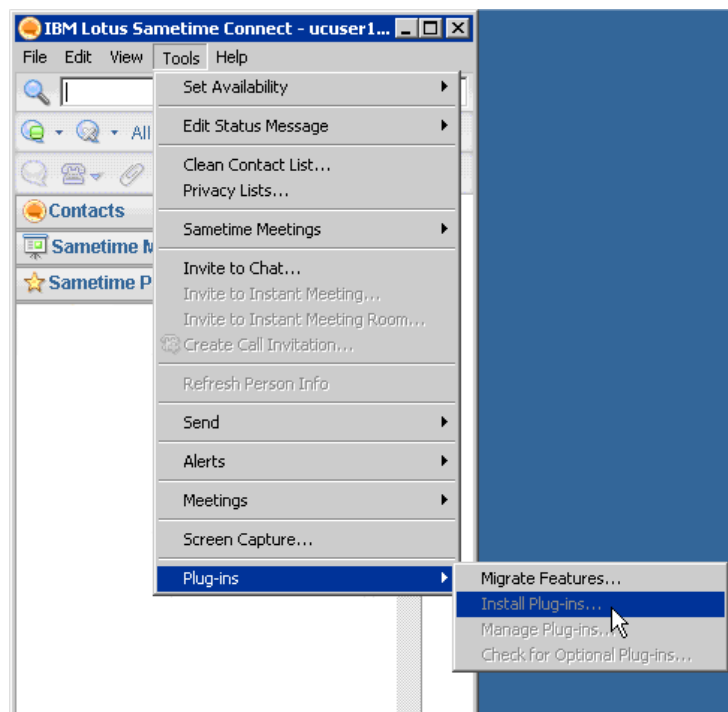 IBM Lotus Sametime Connect - ucuser1...
File Edit View Tools Help
All
Contacts
Sametime M
Sametime P
Set Availability
Edit Status Message
Clean Contact List...
Privacy Lists...
Sametime Meetings
Invite to Chat...
Invite to Instant Meeting...
Invite to Instant Meeting Room...
Create Call Invitation...
Refresh Person Info
Send
Alerts
Meetings
Screen Capture...
Plug-ins
Migrate Features...
Install Plug-ins...
Manage Plug-ins...
Check for Optional Plug-ins...